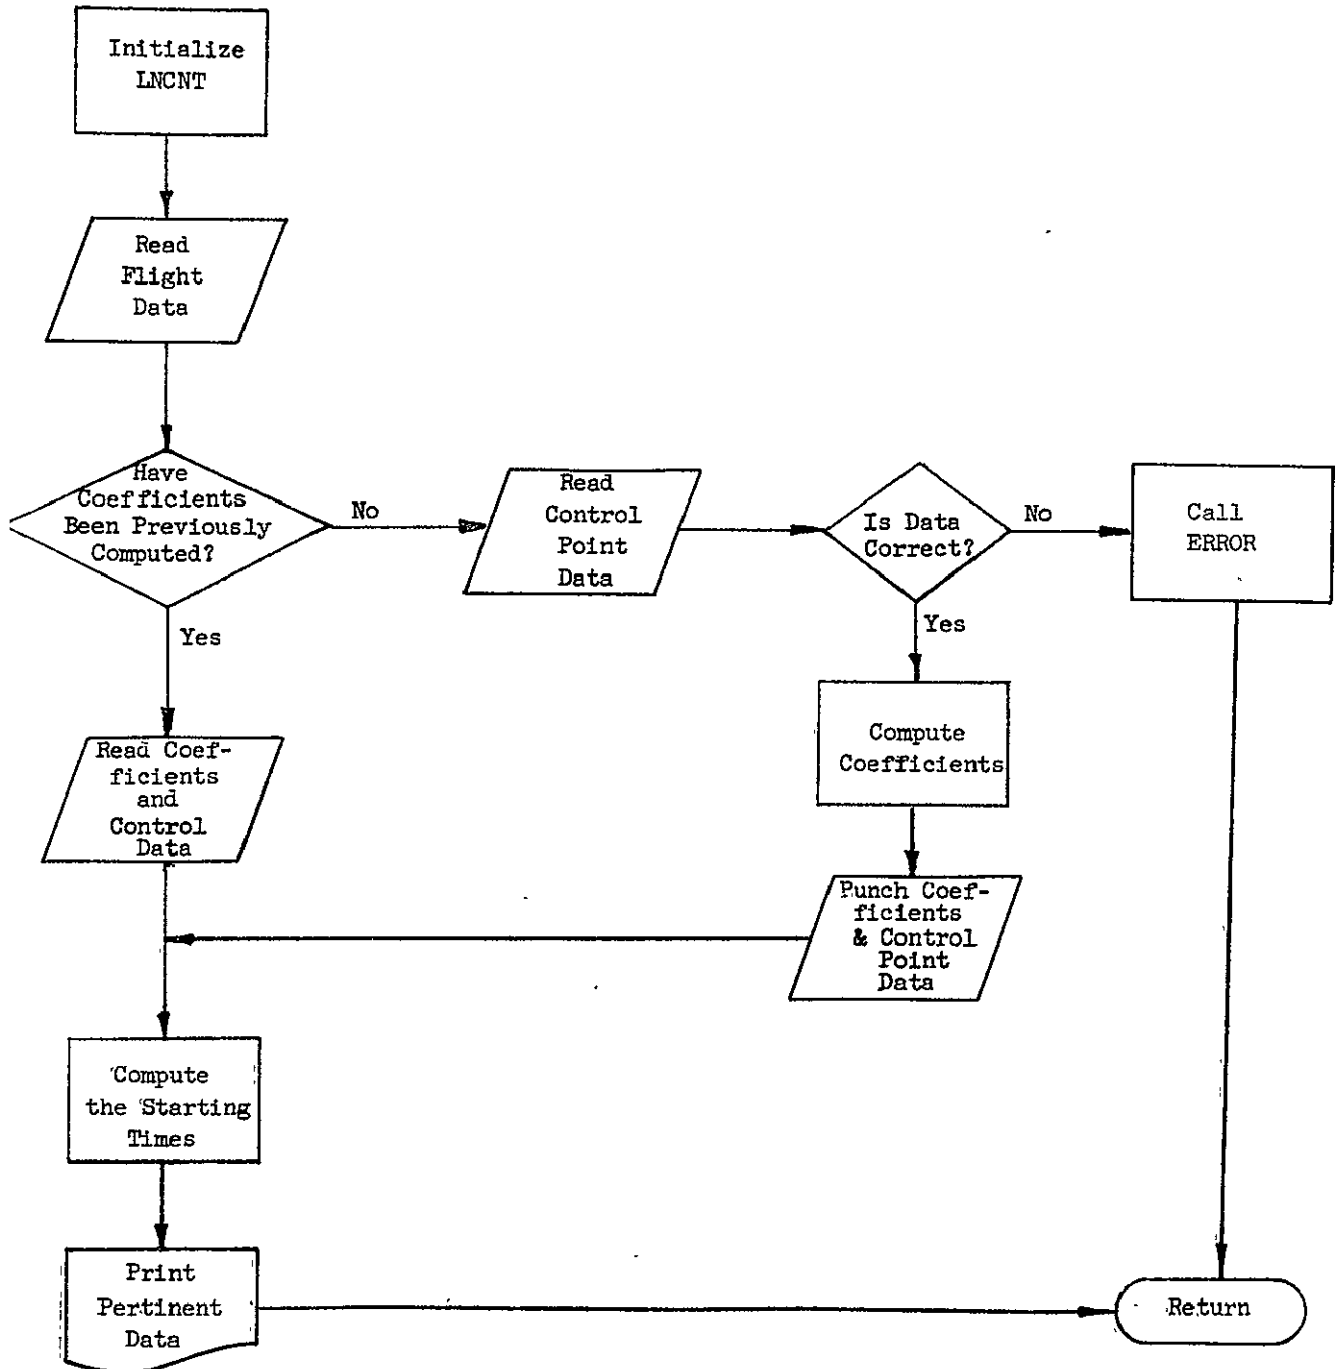 Initialize
LNCNT
Read
Flight
Data
Have
Coefficients
Been Previously
Computed?
No
Read
Control
Point
Data
Is Data
Correct?
No
Call
ERROR
Yes
Yes
Compute
Coefficients
Read Coef-
ficients
and
Control
Data
Punch Coef-
ficients
& Control
Point
Data
Compute
the Starting
Times
Print
Pertinent
Data
Return